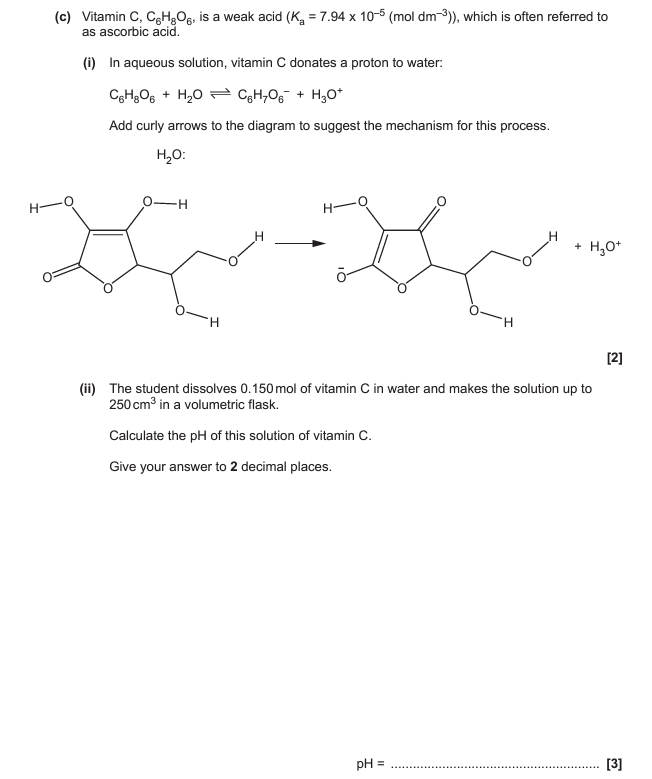 (c) Vitamin C, C₆H₈O₆, is a weak acid (Kₐ = 7.94 x 10⁻⁵ (mol dm⁻³)), which is often referred to
as ascorbic acid.
(i) In aqueous solution, vitamin C donates a proton to water:
C₆H₈O₆ + H₂O ⇌ C₆H₇O₆⁻ + H₃O⁺
Add curly arrows to the diagram to suggest the mechanism for this process.
H₂O:
H O O H H O O
H H
O O + H₃O⁺
O O Ō O
O H O H
[2]
(ii) The student dissolves 0.150 mol of vitamin C in water and makes the solution up to
250 cm³ in a volumetric flask.
Calculate the pH of this solution of vitamin C.
Give your answer to 2 decimal places.
pH = .......................................................... [3]